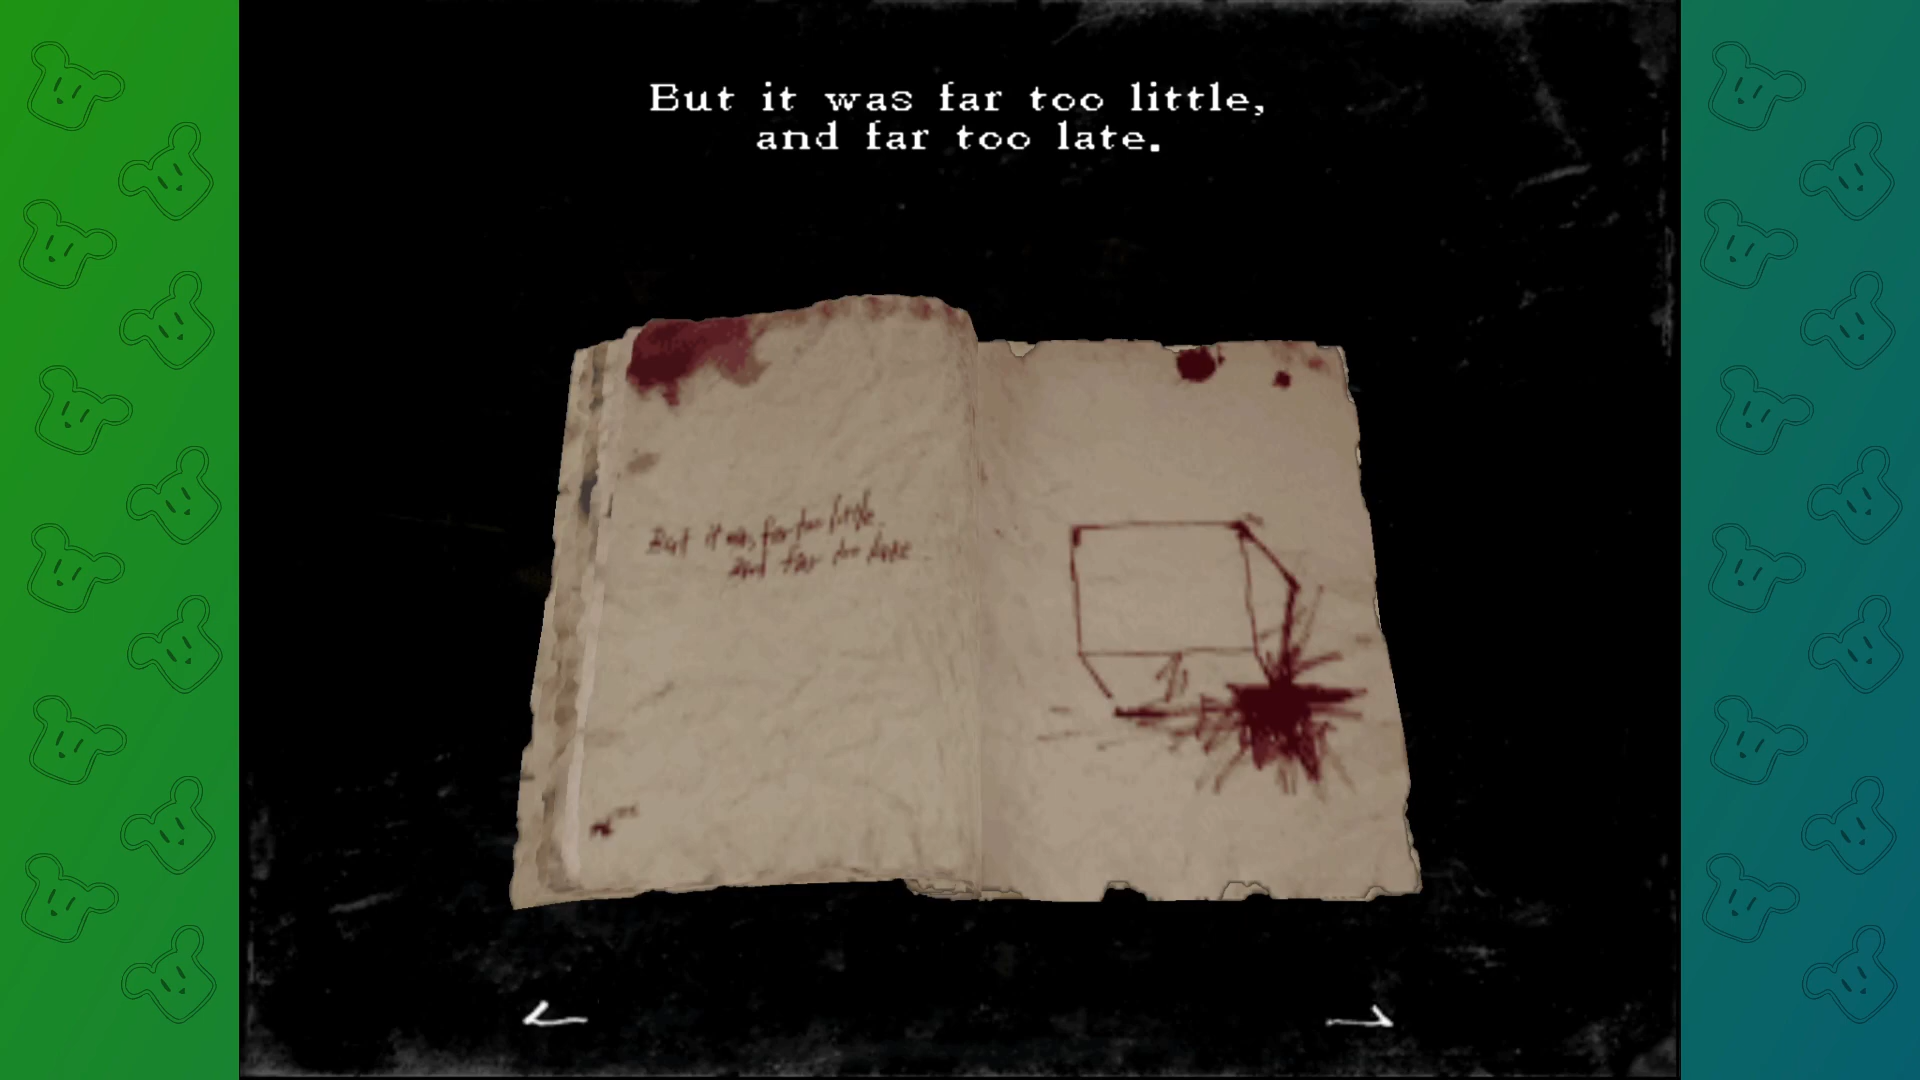 But it was far too little,
and far too late.
But it was far too little
and far too late